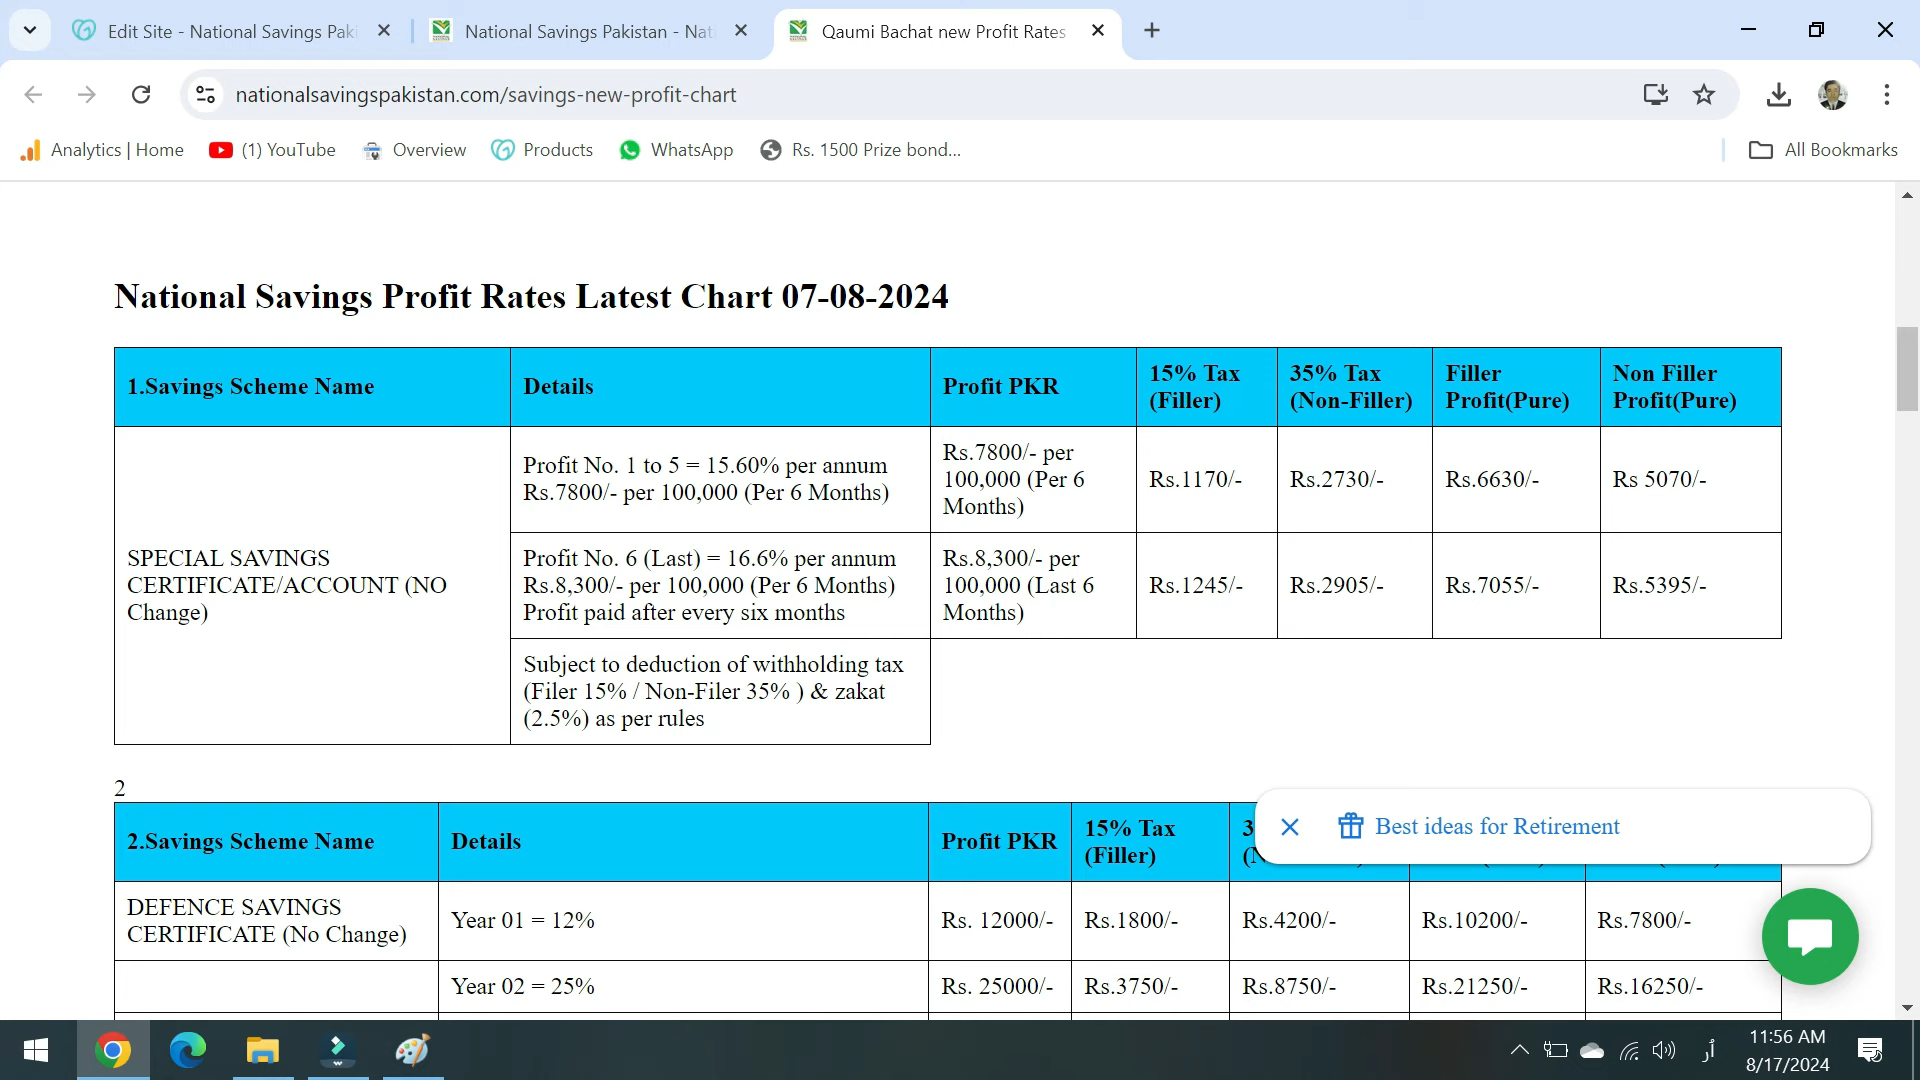 Edit Site - National Savings Paki
National Savings Pakistan - Nati
Qaumi Bachat new Profit Rates
nationalsavingspakistan.com/savings-new-profit-chart
Analytics | Home
(1) YouTube
Overview
Products
WhatsApp
Rs. 1500 Prize bond...
All Bookmarks
National Savings Profit Rates Latest Chart 07-08-2024
1.Savings Scheme Name
Details
Profit PKR
15% Tax
(Filler)
35% Tax
(Non-Filler)
Filler
Profit(Pure)
Non Filler
Profit(Pure)
SPECIAL SAVINGS
CERTIFICATE/ACCOUNT (NO
Change)
Profit No. 1 to 5 = 15.60% per annum
Rs.7800/- per 100,000 (Per 6 Months)
Rs.7800/- per
100,000 (Per 6
Months)
Rs.1170/-
Rs.2730/-
Rs.6630/-
Rs 5070/-
Profit No. 6 (Last) = 16.6% per annum
Rs.8,300/- per 100,000 (Per 6 Months)
Profit paid after every six months
Rs.8,300/- per
100,000 (Last 6
Months)
Rs.1245/-
Rs.2905/-
Rs.7055/-
Rs.5395/-
Subject to deduction of withholding tax
(Filer 15% / Non-Filer 35% ) & zakat
(2.5%) as per rules
2
2.Savings Scheme Name
Details
Profit PKR
15% Tax
(Filler)
3
(N
Best ideas for Retirement
DEFENCE SAVINGS
CERTIFICATE (No Change)
Year 01 = 12%
Rs. 12000/-
Rs.1800/-
Rs.4200/-
Rs.10200/-
Rs.7800/-
Year 02 = 25%
Rs. 25000/-
Rs.3750/-
Rs.8750/-
Rs.21250/-
Rs.16250/-
11:56 AM
8/17/2024